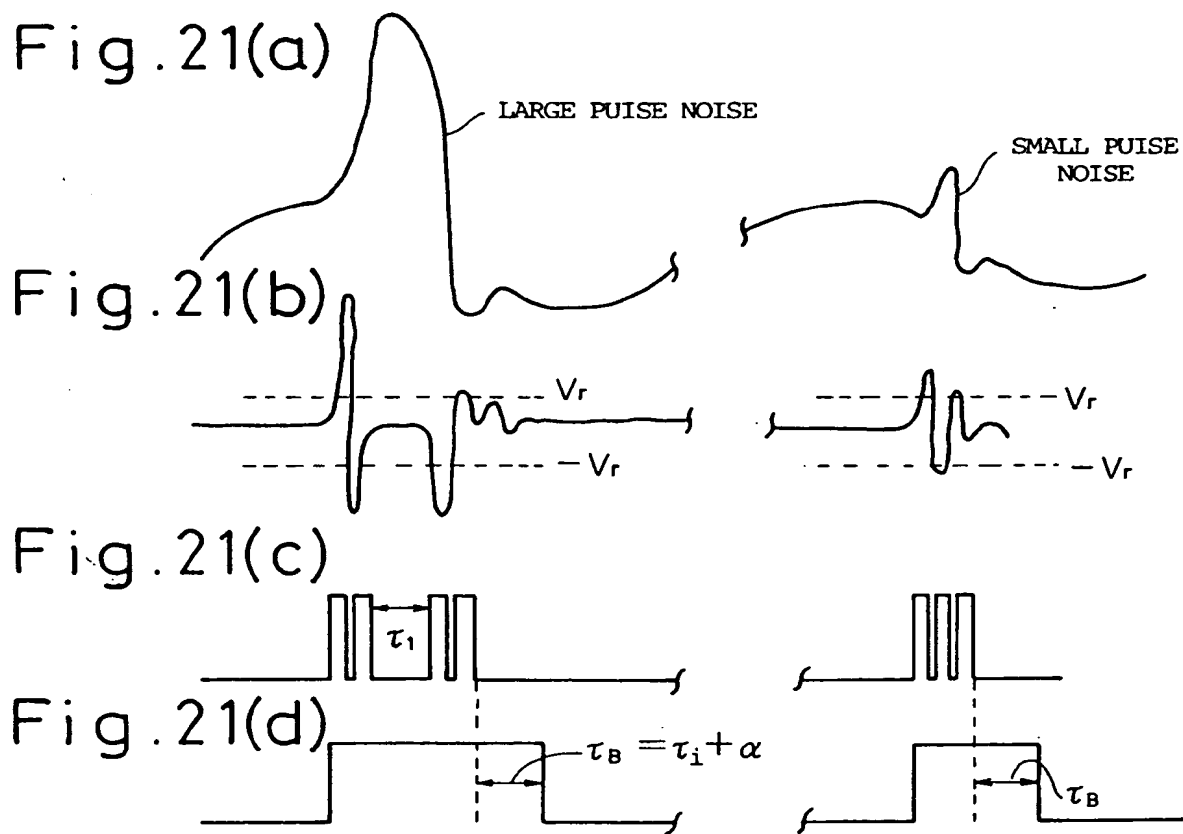 Fig.21(a)
LARGE PUISE NOISE
SMALL PUISE
NOISE
Fig.21(b)
Vr
Vr
-Vr
-Vr
Fig.21(c)
τ1
Fig.21(d)
τB = τi + α
τB